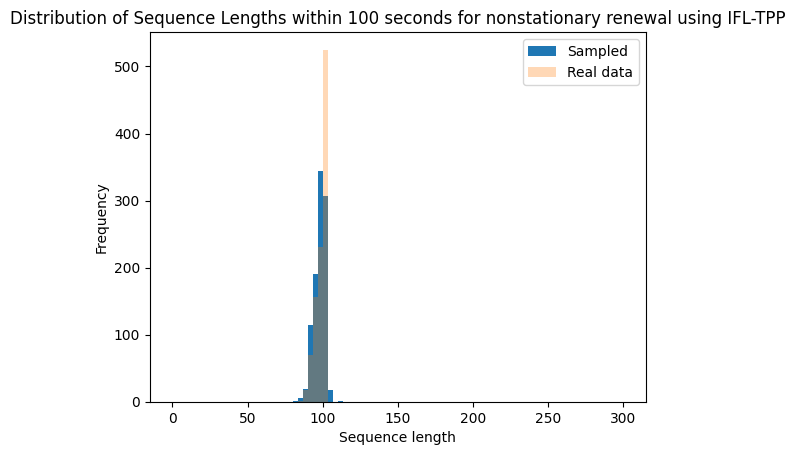 Distribution of Sequence Lengths within 100 seconds for nonstationary renewal using IFL-TPP
Sampled
Real data
500
400
300
200
100
0
Frequency
0 50 100 150 200 250 300
Sequence length